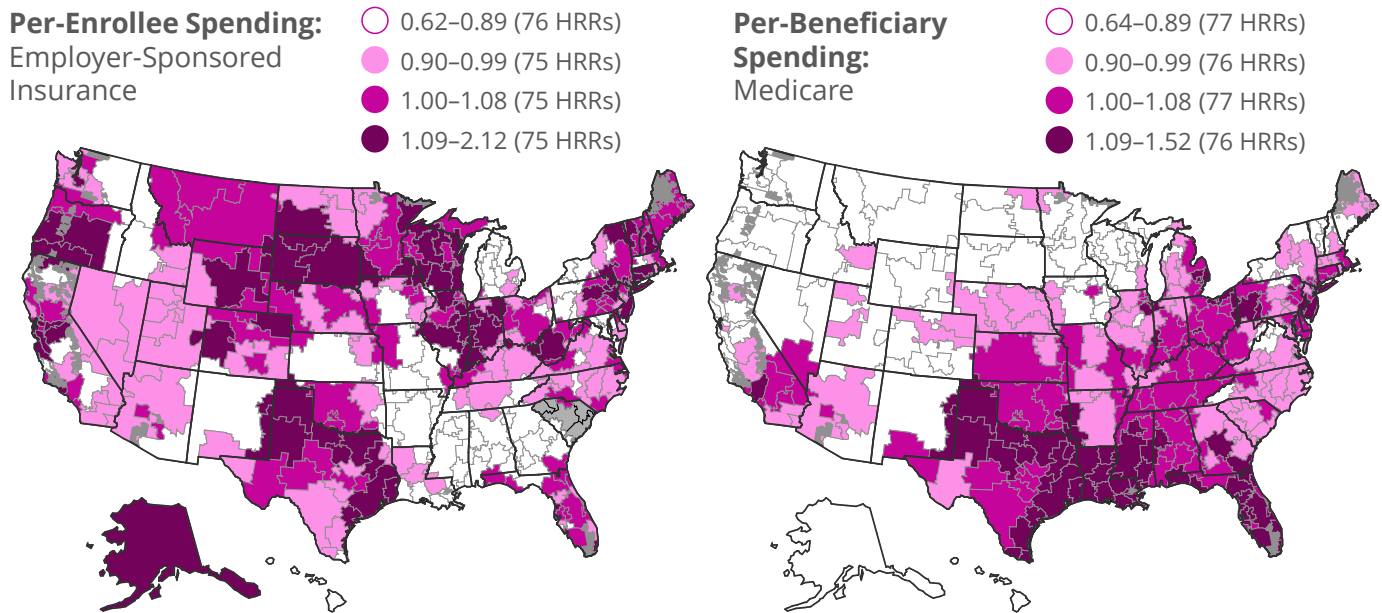 Per-Enrollee Spending:
Employer-Sponsored
Insurance
0.62–0.89 (76 HRRs)
0.90–0.99 (75 HRRs)
1.00–1.08 (75 HRRs)
1.09–2.12 (75 HRRs)
Per-Beneficiary
Spending:
Medicare
0.64–0.89 (77 HRRs)
0.90–0.99 (76 HRRs)
1.00–1.08 (77 HRRs)
1.09–1.52 (76 HRRs)